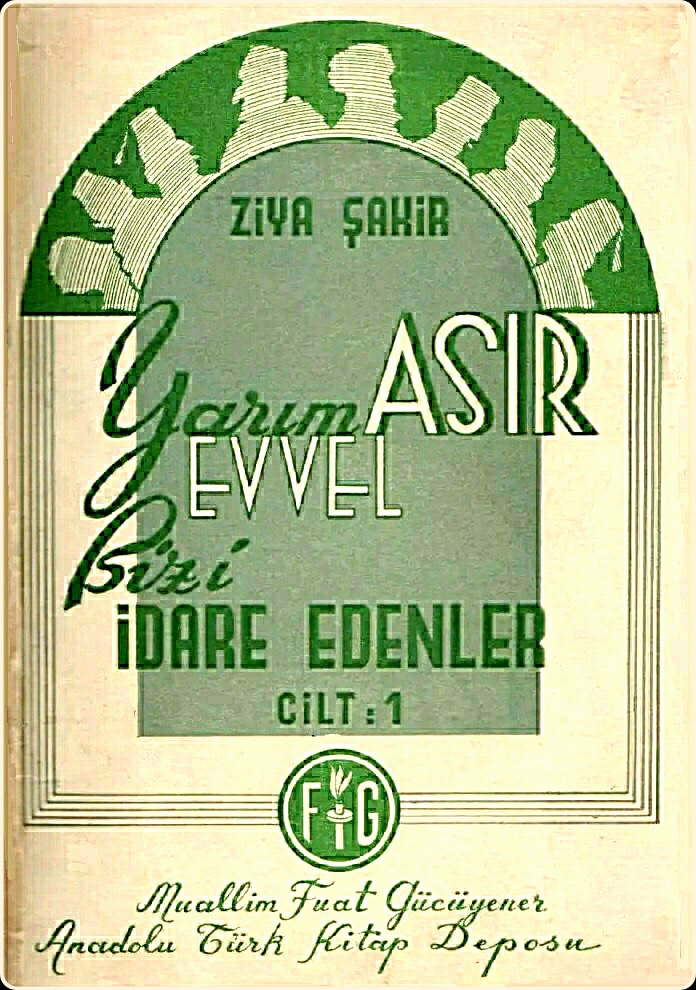 ZİYA ŞAKİR
Yarım ASIR
EVVEL
Bizi
İDARE EDENLER
CİLT : 1
F G
Muallim Fuat Gücüyener
Anadolu Türk Kitap Deposu